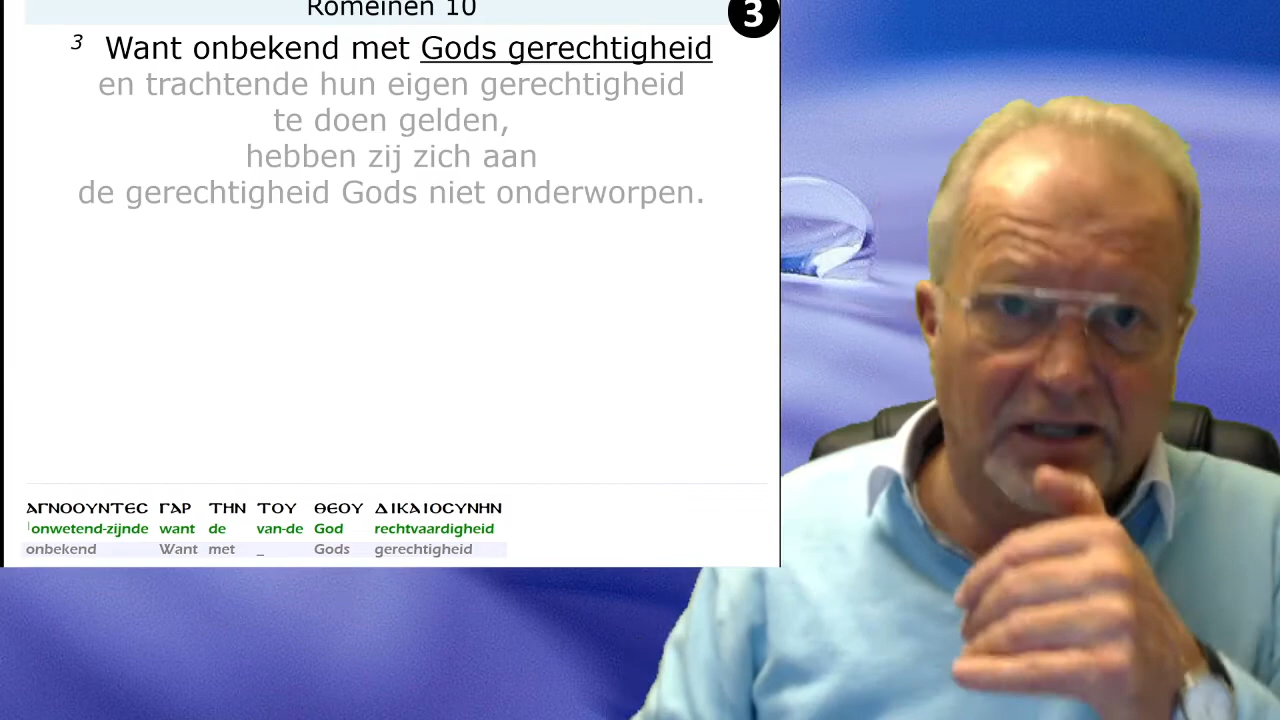 Romeinen 10
3
3 Want onbekend met Gods gerechtigheid
en trachtende hun eigen gerechtigheid
te doen gelden,
hebben zij zich aan
de gerechtigheid Gods niet onderworpen.
ⲀΓΝΟΟΥΝΤΕϹ ΓΑΡ ΤΗΝ ΤΟΥ ΘΕΟΥ ΔΙΚΑΙΟϹΥΝΗΝ
onwetend-zijnde want de van-de God rechtvaardigheid
onbekend Want met _ Gods gerechtigheid